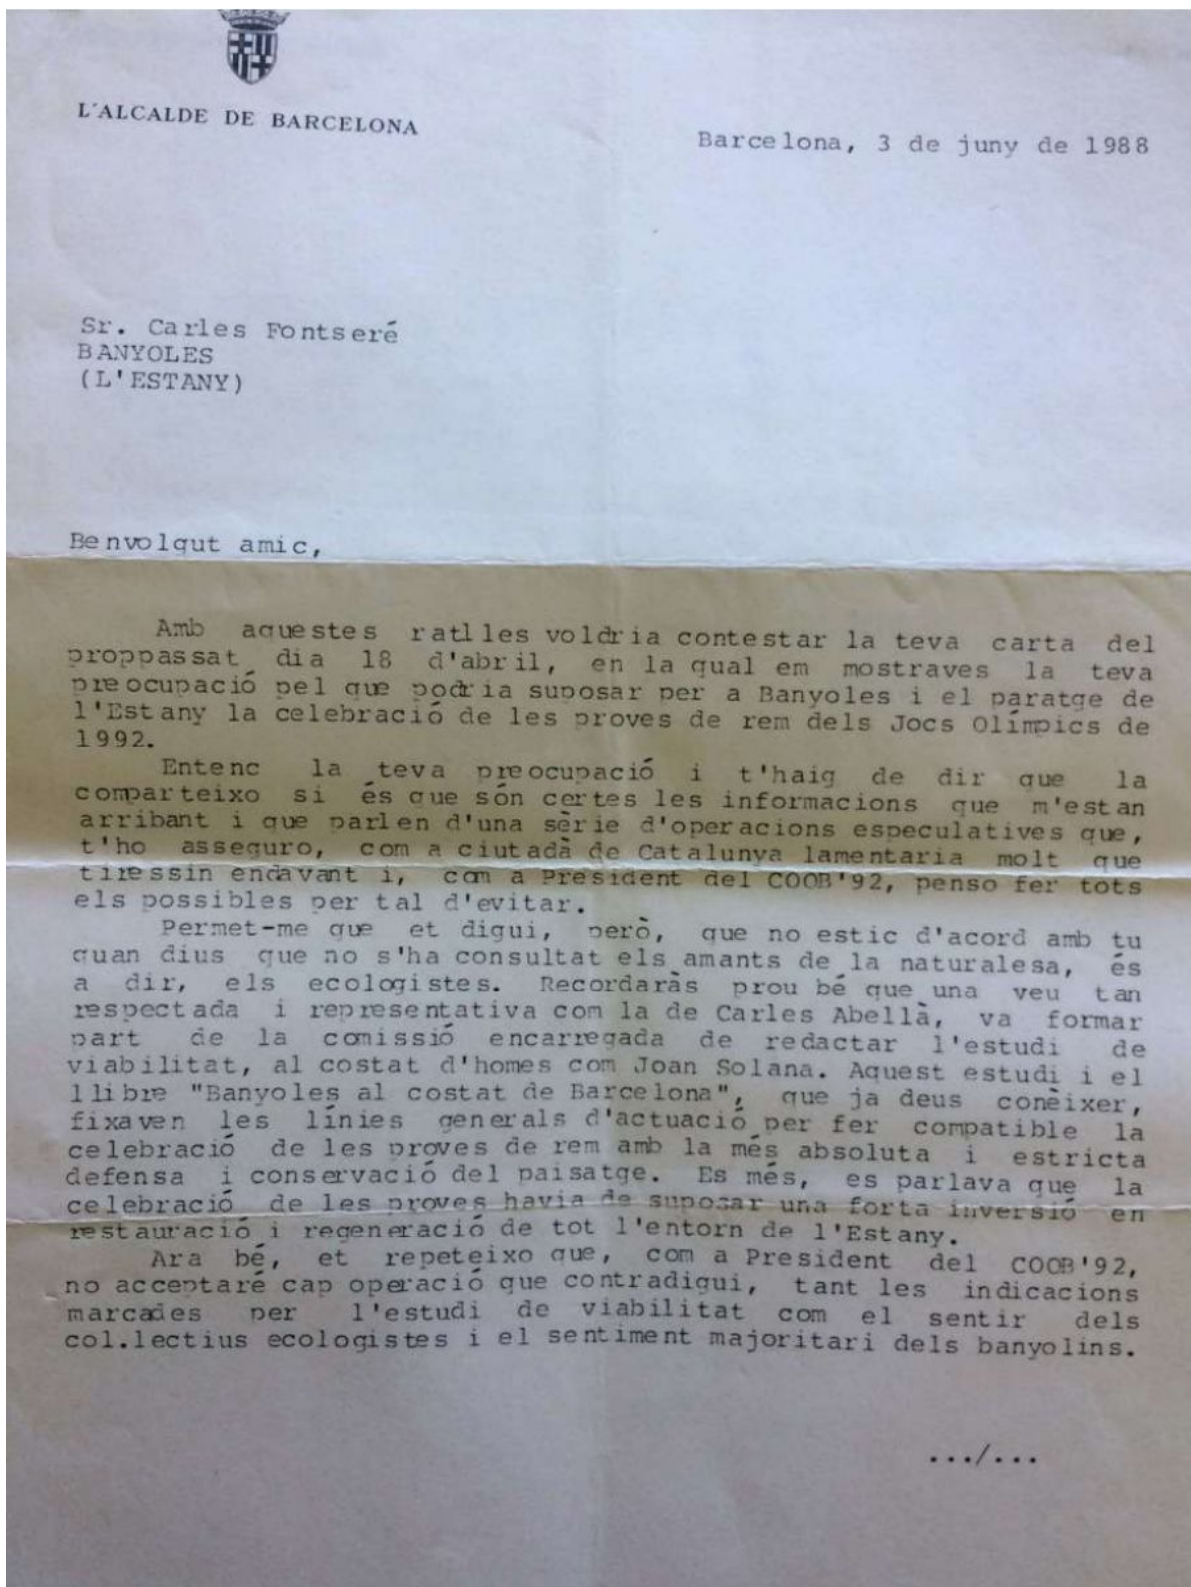 L'ALCALDE DE BARCELONA
Barcelona, 3 de juny de 1988
Sr. Carles Fontseré
BANYOLES
(L'ESTANY)
Benvolgut amic,
Amb aquestes ratlles voldria contestar la teva carta del
proppassat dia 18 d'abril, en la qual em mostraves la teva
preocupació pel que podria suposar per a Banyoles i el paratge de
l'Estany la celebració de les proves de rem dels Jocs Olímpics de
1992.
Entenc la teva preocupació i t'haig de dir que la
comparteixo si és que són certes les informacions que m'estan
arribant i que parlen d'una sèrie d'operacions especulatives que,
t'ho asseguro, com a ciutadà de Catalunya lamentaria molt que
tiressin endavant i, com a President del COOB'92, penso fer tots
els possibles per tal d'evitar.
Permet-me que et digui, però, que no estic d'acord amb tu
quan dius que no s'ha consultat els amants de la naturalesa, és
a dir, els ecologistes. Recordaràs prou bé que una veu tan
respectada i representativa com la de Carles Abellà, va formar
part de la comissió encarregada de redactar l'estudi de
viabilitat, al costat d'homes com Joan Solana. Aquest estudi i el
llibre "Banyoles al costat de Barcelona", que ja deus conèixer,
fixaven les línies generals d'actuació per fer compatible la
celebració de les proves de rem amb la més absoluta i estricta
defensa i conservació del paisatge. Es més, es parlava que la
celebració de les proves havia de suposar una forta inversió en
restauració i regeneració de tot l'entorn de l'Estany.
Ara bé, et repeteixo que, com a President del COOB'92,
no acceptaré cap operació que contradigui, tant les indicacions
marcades per l'estudi de viabilitat com el sentir dels
col.lectius ecologistes i el sentiment majoritari dels banyolins.
.../...